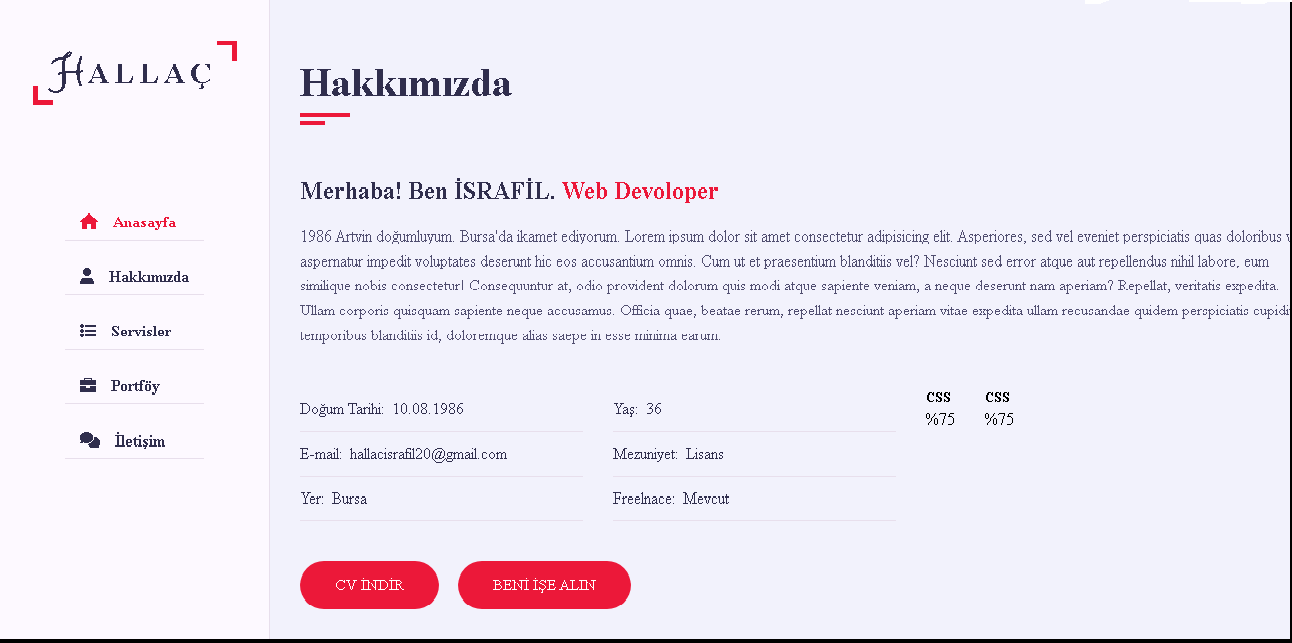 HALLAÇ
Anasayfa
Hakkımızda
Servisler
Portföy
İletişim
Hakkımızda
Merhaba! Ben İSRAFİL. Web Devoloper
1986 Artvin doğumluyum. Bursa'da ikamet ediyorum. Lorem ipsum dolor sit amet consectetur adipisicing elit. Asperiores, sed vel eveniet perspiciatis quas doloribus
aspernatur impedit voluptates deserunt hic eos accusantium omnis. Cum ut et praesentium blanditiis vel? Nesciunt sed error atque aut repellendus nihil labore, eum
similique nobis consectetur! Consequuntur at, odio provident dolorum quis modi atque sapiente veniam, a neque deserunt nam aperiam? Repellat, veritatis expedita.
Ullam corporis quisquam sapiente neque accusamus. Officia quae, beatae rerum, repellat nesciunt aperiam vitae expedita ullam recusandae quidem perspiciatis cupidi
temporibus blanditiis id, doloremque alias saepe in esse minima earum.
Doğum Tarihi: 10.08.1986
Yaş: 36
E-mail: hallacisrafil20@gmail.com
Mezuniyet: Lisans
Yer: Bursa
Freelnace: Mevcut
CSS CSS
%75 %75
CV İNDİR
BENİ İŞE ALIN